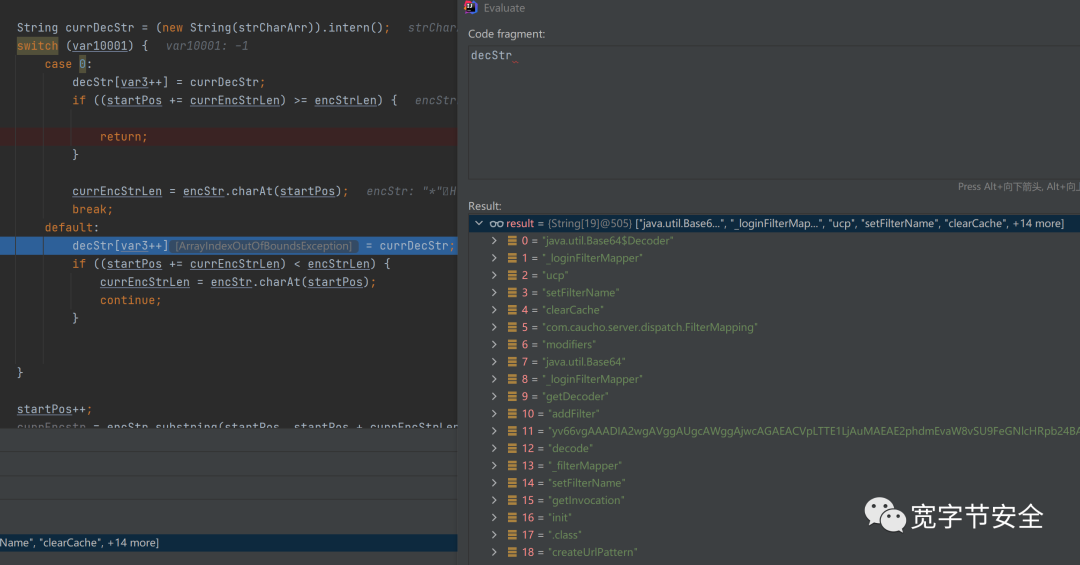 String currDecStr = (new String(strCharArr)).intern();
switch (var10001) { var10001: -1
case 0:
decStr[var3++] = currDecStr;
if ((startPos += currEncStrLen) >= encStrLen) {
return;
}
currEncStrLen = encStr.charAt(startPos);
break;
default:
decStr[var3++] [ArrayIndexOutOfBoundsException] = currDecStr;
if ((startPos += currEncStrLen) < encStrLen) {
currEncStrLen = encStr.charAt(startPos);
continue;
}
}
startPos++;
Name", "clearCache", +14 more]
Evaluate
Code fragment:
decStr
Press Alt+向下箭头, Alt+向上
Result:
result = {String[19]@505} ["java.util.Base6...", "_loginFilterMap...", "ucp", "setFilterName", "clearCache", +14 more]
0 = "java.util.Base64$Decoder"
1 = "_loginFilterMapper"
2 = "ucp"
3 = "setFilterName"
4 = "clearCache"
5 = "com.caucho.server.dispatch.FilterMapping"
6 = "modifiers"
7 = "java.util.Base64"
8 = "_loginFilterMapper"
9 = "getDecoder"
10 = "addFilter"
11 =
12 = "decode"
13 = "_filterMapper"
14 = "setFilterName"
15 = "getInvocation"
16 = "init"
17 = ".class"
18 = "createUrlPattern"
宽字节安全